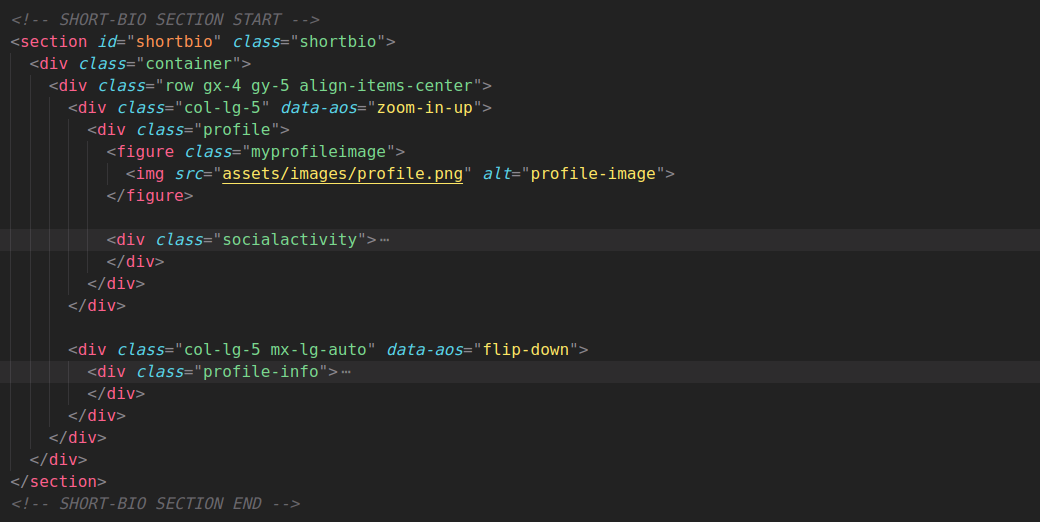 <!-- SHORT-BIO SECTION START -->
<section id="shortbio" class="shortbio">
<div class="container">
<div class="row gx-4 gy-5 align-items-center">
<div class="col-lg-5" data-aos="zoom-in-up">
<div class="profile">
<figure class="myprofileimage">
<img src="assets/images/profile.png" alt="profile-image">
</figure>
<div class="socialactivity">⋯
</div>
</div>
</div>
<div class="col-lg-5 mx-lg-auto" data-aos="flip-down">
<div class="profile-info">⋯
</div>
</div>
</div>
</div>
</section>
<!-- SHORT-BIO SECTION END -->